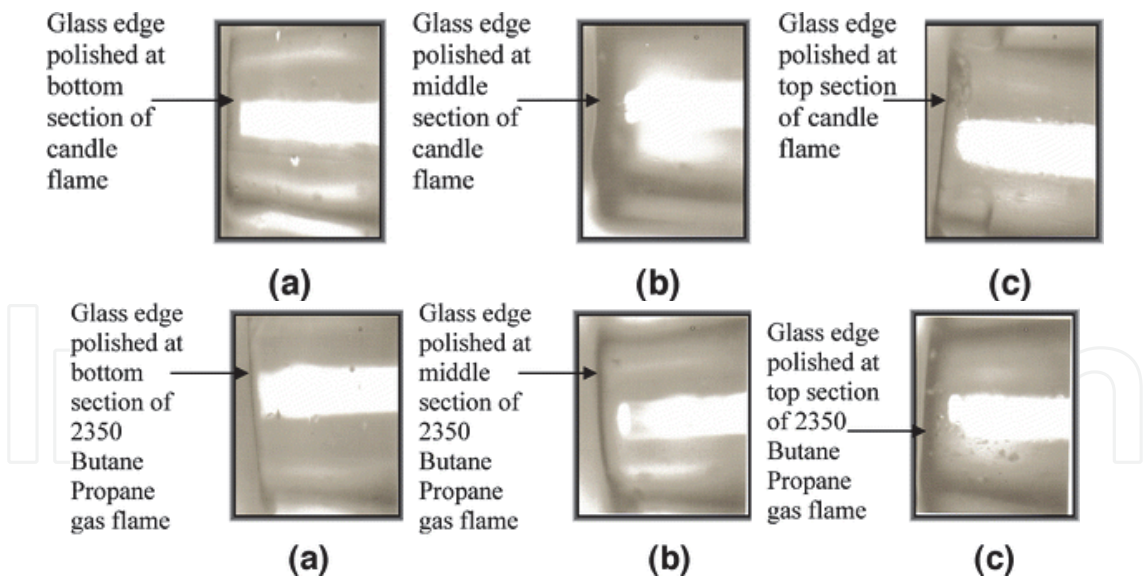 Glass edge
polished at
bottom
section of
candle
flame
Glass edge
polished at
middle
section of
candle
flame
Glass edge
polished at
top section
of candle
flame
(a)
(b)
(c)
Glass edge
polished at
bottom
section of
2350
Butane
Propane
gas flame
Glass edge
polished at
middle
section of
2350
Butane
Propane
gas flame
Glass edge
polished at
top section
of 2350
Butane
Propane
gas flame
(a)
(b)
(c)